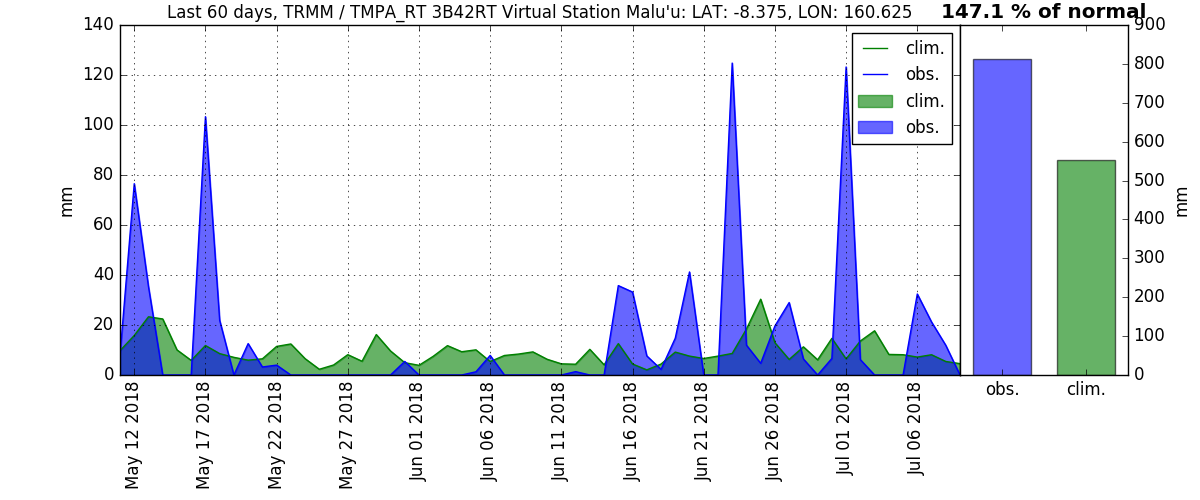 Last 60 days, TRMM / TMPA_RT 3B42RT Virtual Station Malu'u: LAT: -8.375, LON: 160.625
147.1 % of normal
140
120
100
80
60
40
20
0
mm
May 12 2018
May 17 2018
May 22 2018
May 27 2018
Jun 01 2018
Jun 06 2018
Jun 11 2018
Jun 16 2018
Jun 21 2018
Jun 26 2018
Jul 01 2018
Jul 06 2018
clim.
obs.
clim.
obs.
900
800
700
600
500
400
300
200
100
0
mm
obs.
clim.